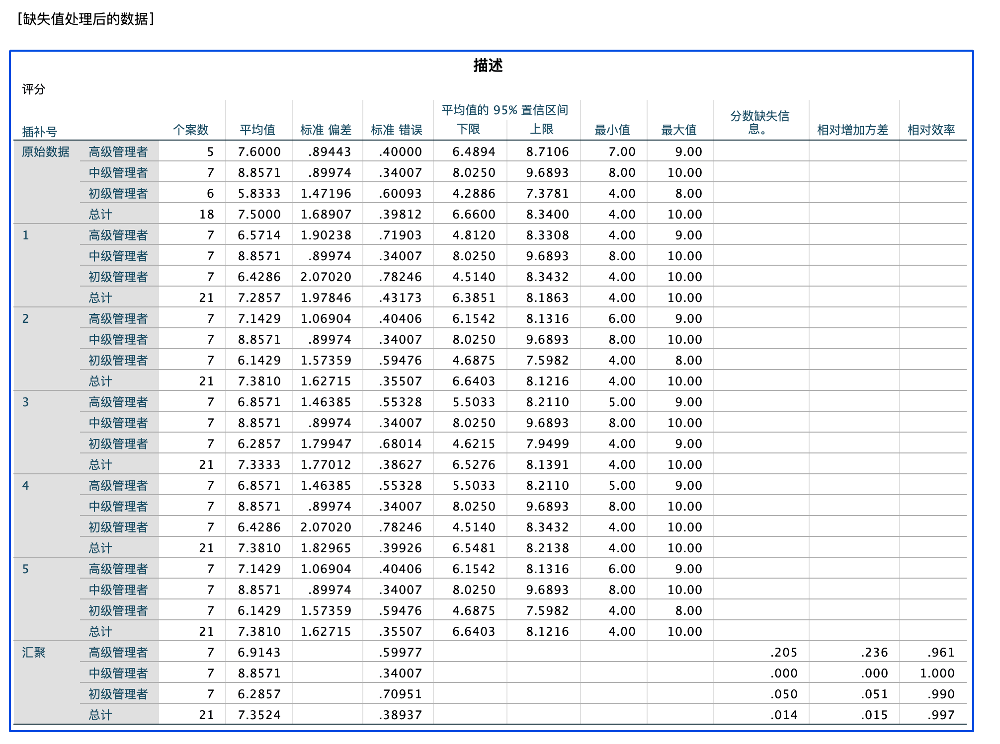 [缺失值处理后的数据]
描述
评分
平均值的 95% 置信区间
插补号 个案数 平均值 标准 偏差 标准 错误 下限 上限 最小值 最大值 分数缺失信息。 相对增加方差 相对效率
原始数据 高级管理者 5 7.6000 .89443 .40000 6.4894 8.7106 7.00 9.00
中级管理者 7 8.8571 .89974 .34007 8.0250 9.6893 8.00 10.00
初级管理者 6 5.8333 1.47196 .60093 4.2886 7.3781 4.00 8.00
总计 18 7.5000 1.68907 .39812 6.6600 8.3400 4.00 10.00
1 高级管理者 7 6.5714 1.90238 .71903 4.8120 8.3308 4.00 9.00
中级管理者 7 8.8571 .89974 .34007 8.0250 9.6893 8.00 10.00
初级管理者 7 6.4286 2.07020 .78246 4.5140 8.3432 4.00 10.00
总计 21 7.2857 1.97846 .43173 6.3851 8.1863 4.00 10.00
2 高级管理者 7 7.1429 1.06904 .40406 6.1542 8.1316 6.00 9.00
中级管理者 7 8.8571 .89974 .34007 8.0250 9.6893 8.00 10.00
初级管理者 7 6.1429 1.57359 .59476 4.6875 7.5982 4.00 8.00
总计 21 7.3810 1.62715 .35507 6.6403 8.1216 4.00 10.00
3 高级管理者 7 6.8571 1.46385 .55328 5.5033 8.2110 5.00 9.00
中级管理者 7 8.8571 .89974 .34007 8.0250 9.6893 8.00 10.00
初级管理者 7 6.2857 1.79947 .68014 4.6215 7.9499 4.00 9.00
总计 21 7.3333 1.77012 .38627 6.5276 8.1391 4.00 10.00
4 高级管理者 7 6.8571 1.46385 .55328 5.5033 8.2110 5.00 9.00
中级管理者 7 8.8571 .89974 .34007 8.0250 9.6893 8.00 10.00
初级管理者 7 6.4286 2.07020 .78246 4.5140 8.3432 4.00 10.00
总计 21 7.3810 1.82965 .39926 6.5481 8.2138 4.00 10.00
5 高级管理者 7 7.1429 1.06904 .40406 6.1542 8.1316 6.00 9.00
中级管理者 7 8.8571 .89974 .34007 8.0250 9.6893 8.00 10.00
初级管理者 7 6.1429 1.57359 .59476 4.6875 7.5982 4.00 8.00
总计 21 7.3810 1.62715 .35507 6.6403 8.1216 4.00 10.00
汇聚 高级管理者 7 6.9143 .59977 .205 .236 .961
中级管理者 7 8.8571 .34007 .000 .000 1.000
初级管理者 7 6.2857 .70951 .050 .051 .990
总计 21 7.3524 .38937 .014 .015 .997